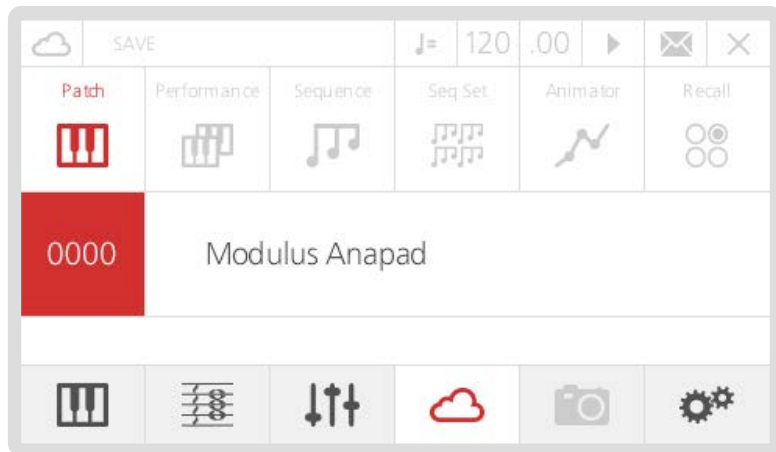 SAVE 120 .00
Patch Performance Sequence Seq Set Animator Recall
0000 Modulus Anapad